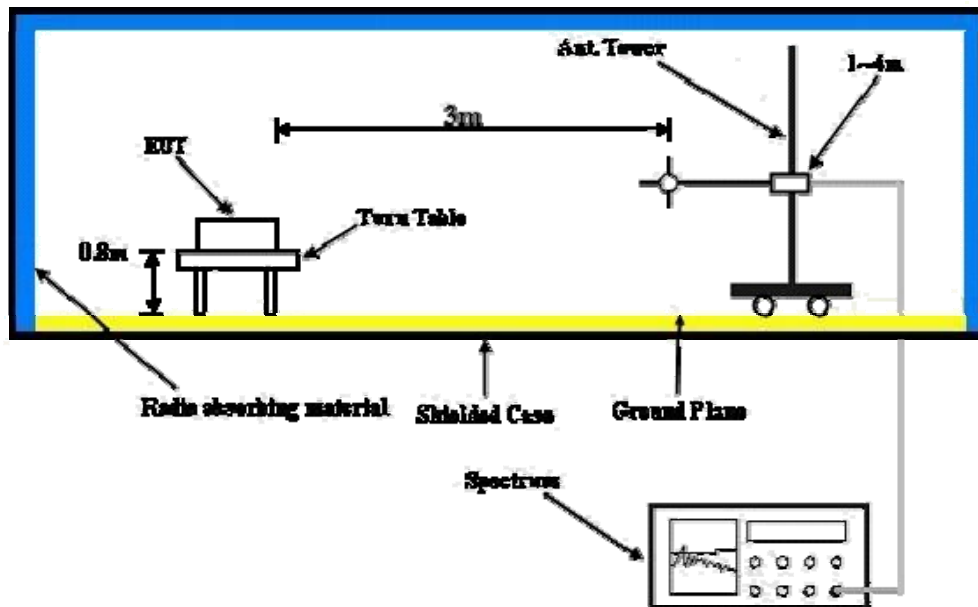 Ant. Tower
1~4m
3m
EUT
Turn Table
0.8m
Radio absorbing material
Shielded Case
Ground Plane
Spectrum